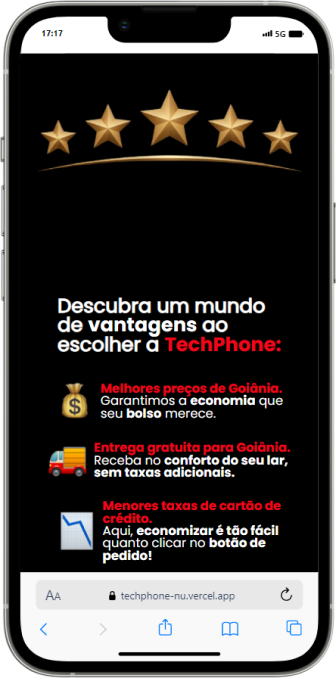 17:17
5G
Descubra um mundo
de vantagens ao
escolher a TechPhone:
Melhores preços de Goiânia.
Garantimos a economia que
seu bolso merece.
Entrega gratuita para Goiânia.
Receba no conforto do seu lar,
sem taxas adicionais.
Menores taxas de cartão de
crédito.
Aqui, economizar é tão fácil
quanto clicar no botão de
pedido!
AA
techphone-nu.vercel.app